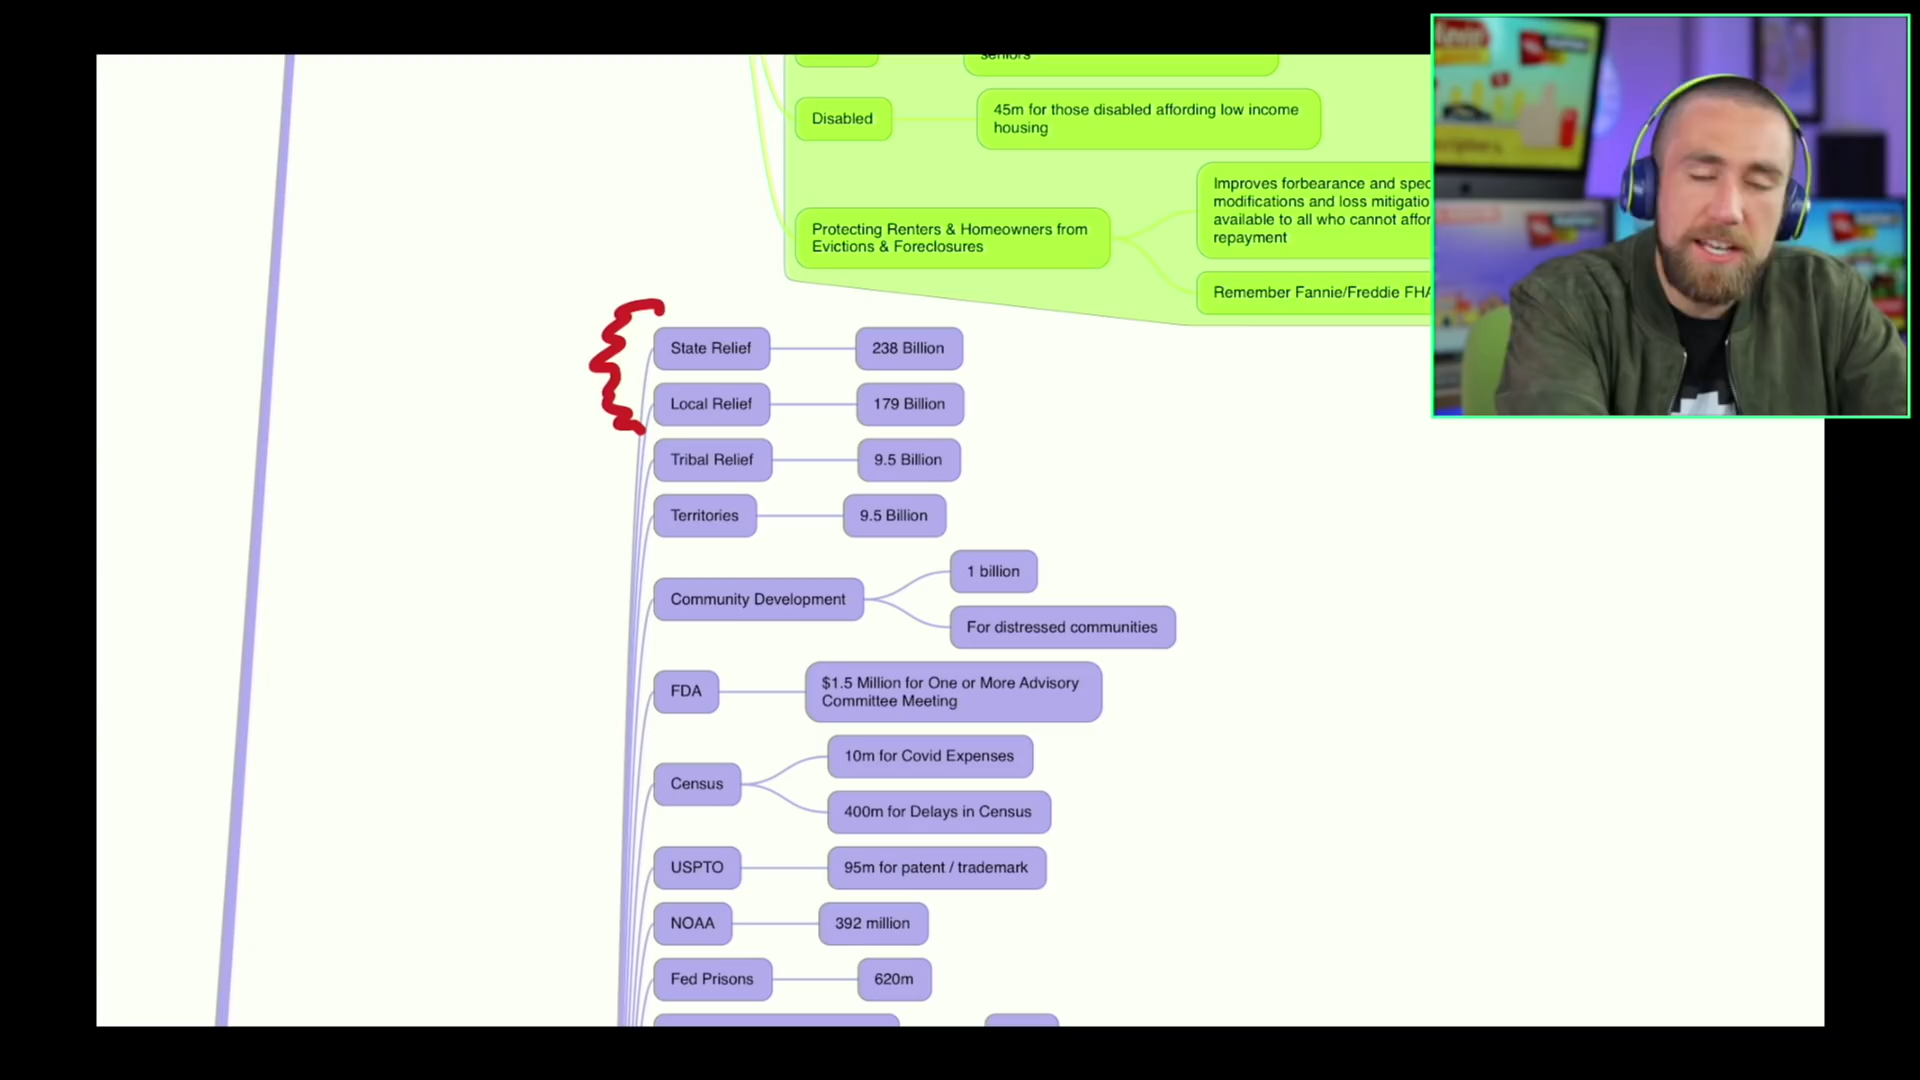 seniors
Disabled
45m for those disabled affording low income
housing
Protecting Renters & Homeowners from
Evictions & Foreclosures
Improves forbearance and spec
modifications and loss mitigatio
available to all who cannot affor
repayment
Remember Fannie/Freddie FHA
State Relief
238 Billion
Local Relief
179 Billion
Tribal Relief
9.5 Billion
Territories
9.5 Billion
Community Development
1 billion
For distressed communities
FDA
$1.5 Million for One or More Advisory
Committee Meeting
Census
10m for Covid Expenses
400m for Delays in Census
USPTO
95m for patent / trademark
NOAA
392 million
Fed Prisons
620m